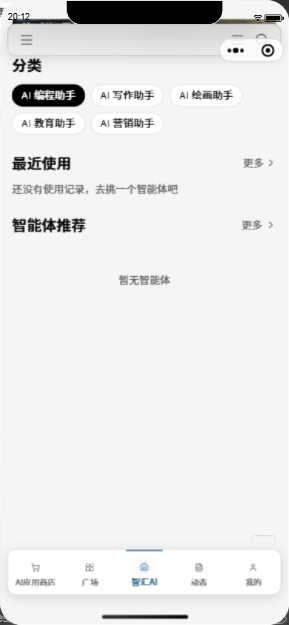 20:12
分类
AI 编程助手 AI 写作助手 AI 绘画助手
AI 教育助手 AI 营销助手
最近使用 更多
还没有使用记录，去挑一个智能体吧
智能体推荐 更多
暂无智能体
AI应用商店 广场 智汇AI 动态 我的